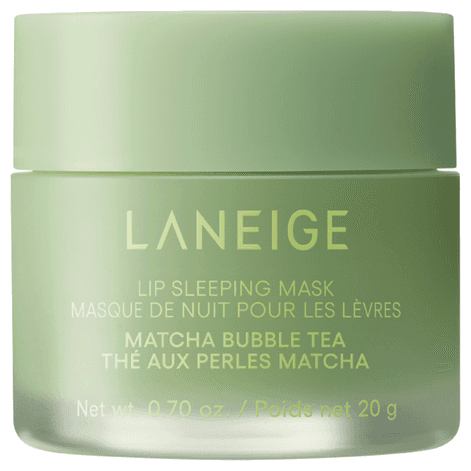 LANEIGE
LIP SLEEPING MASK
MASQUE DE NUIT POUR LES LÈVRES
MATCHA BUBBLE TEA
THÉ AUX PERLES MATCHA
Net wt. 0.70 oz. / Poids net 20 g